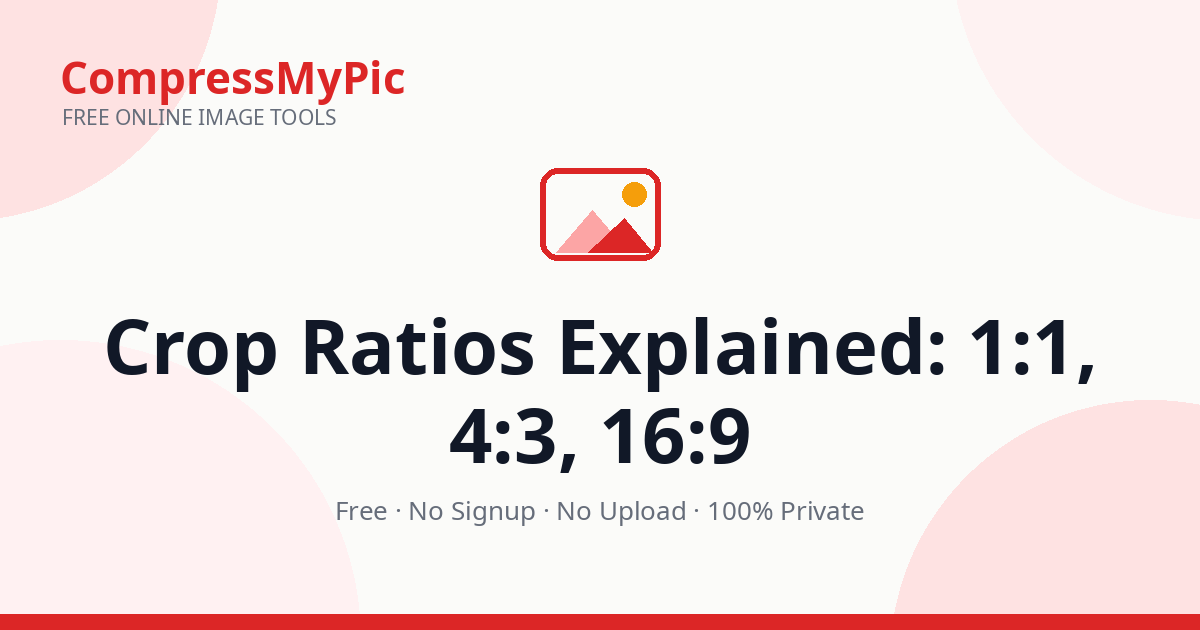 CompressMyPic
FREE ONLINE IMAGE TOOLS
Crop Ratios Explained: 1:1,
4:3, 16:9
Free · No Signup · No Upload · 100% Private